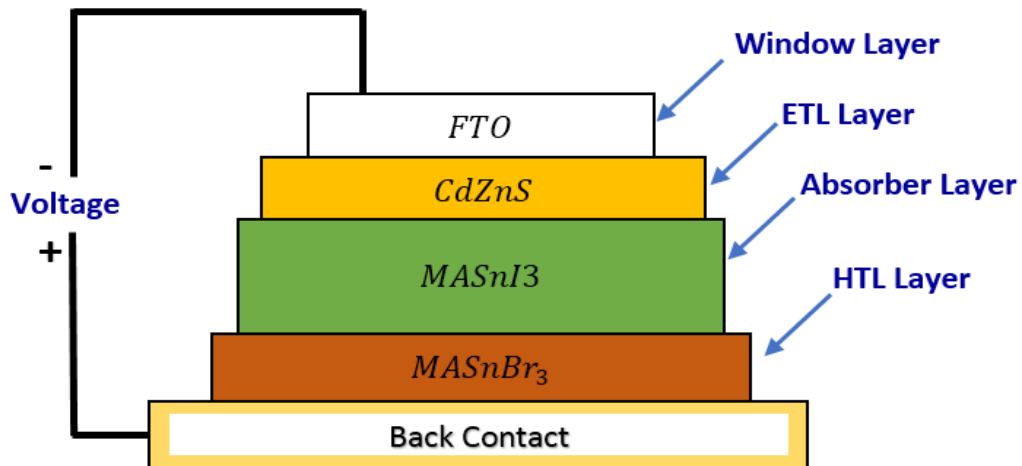 Window Layer
FTO
ETL Layer
CdZnS
Absorber Layer
-
Voltage
+
MASnI3
HTL Layer
MASnBr₃
Back Contact